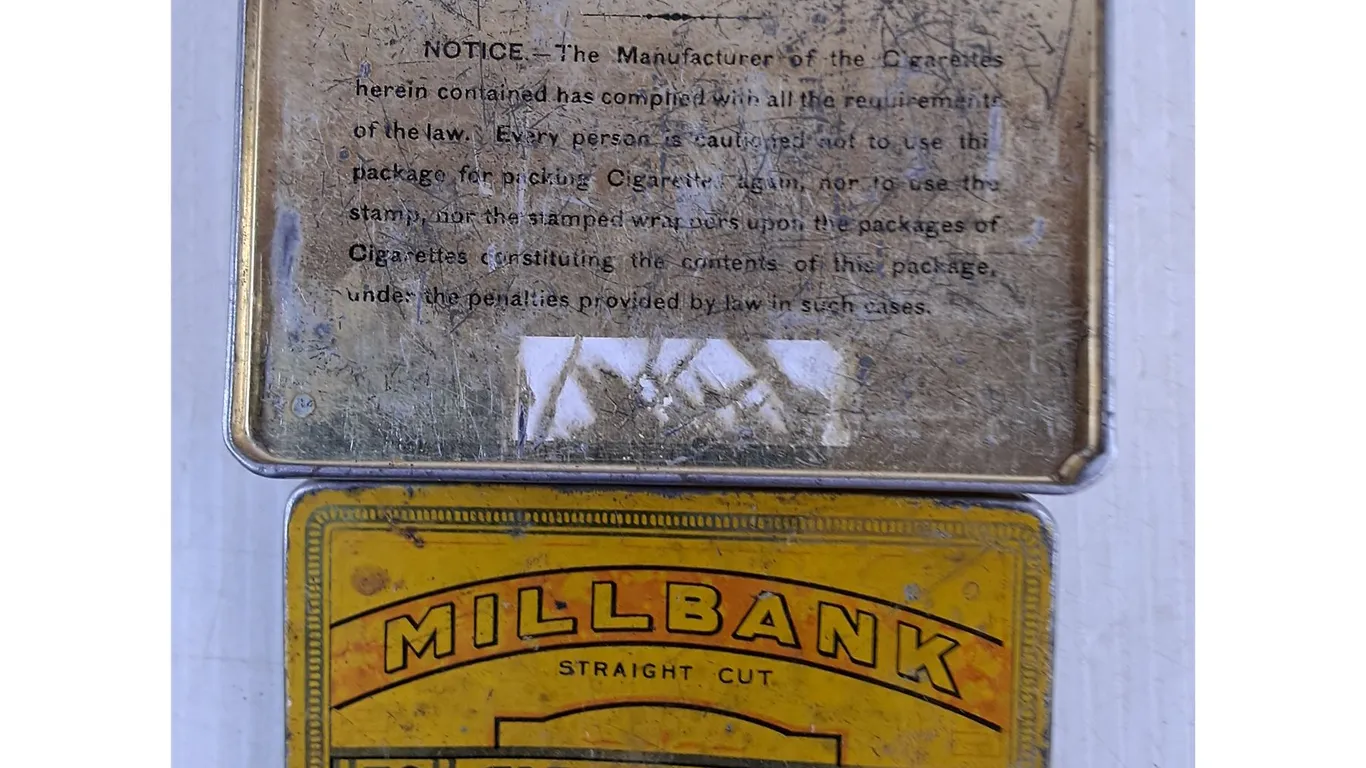 NOTICE.—The Manufacturer of the Cigarettes
herein contained has complied with all the requirements
of the law. Every person is cautioned not to use this
package for packing Cigarettes again, nor to use the
stamp, nor the stamped wrappers upon the packages of
Cigarettes constituting the contents of this package,
under the penalties provided by law in such cases.
MILLBANK
STRAIGHT CUT